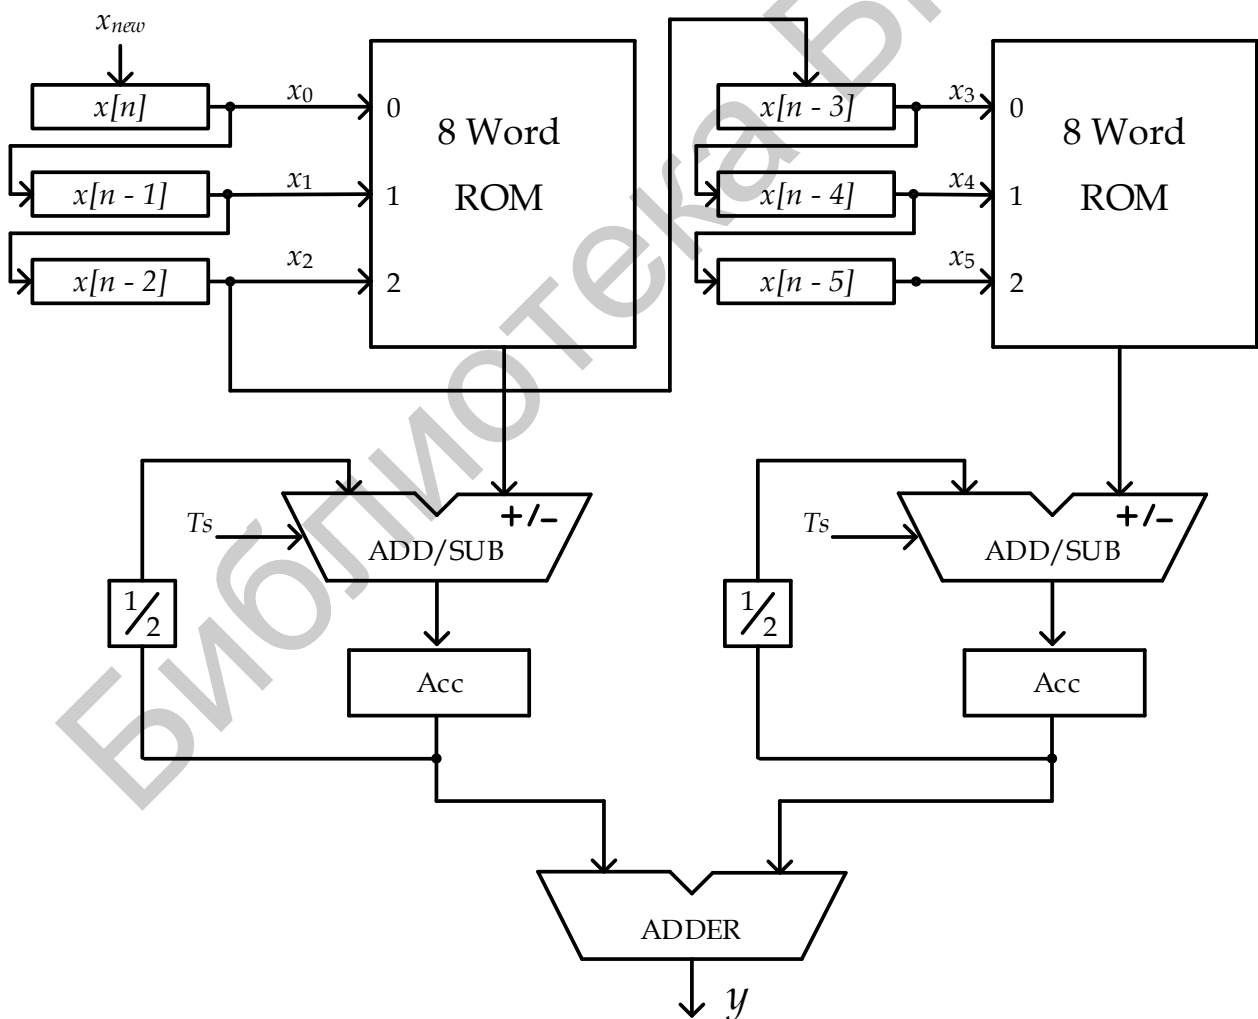 x_new
x[n]
x_0
0
x[n - 1]
x_1
1
x[n - 2]
x_2
2
8 Word
ROM
x[n - 3]
x_3
0
x[n - 4]
x_4
1
x[n - 5]
x_5
2
8 Word
ROM
Ts
+/-
ADD/SUB
1/2
Acc
Ts
+/-
ADD/SUB
1/2
Acc
ADDER
y
Библиотека Б